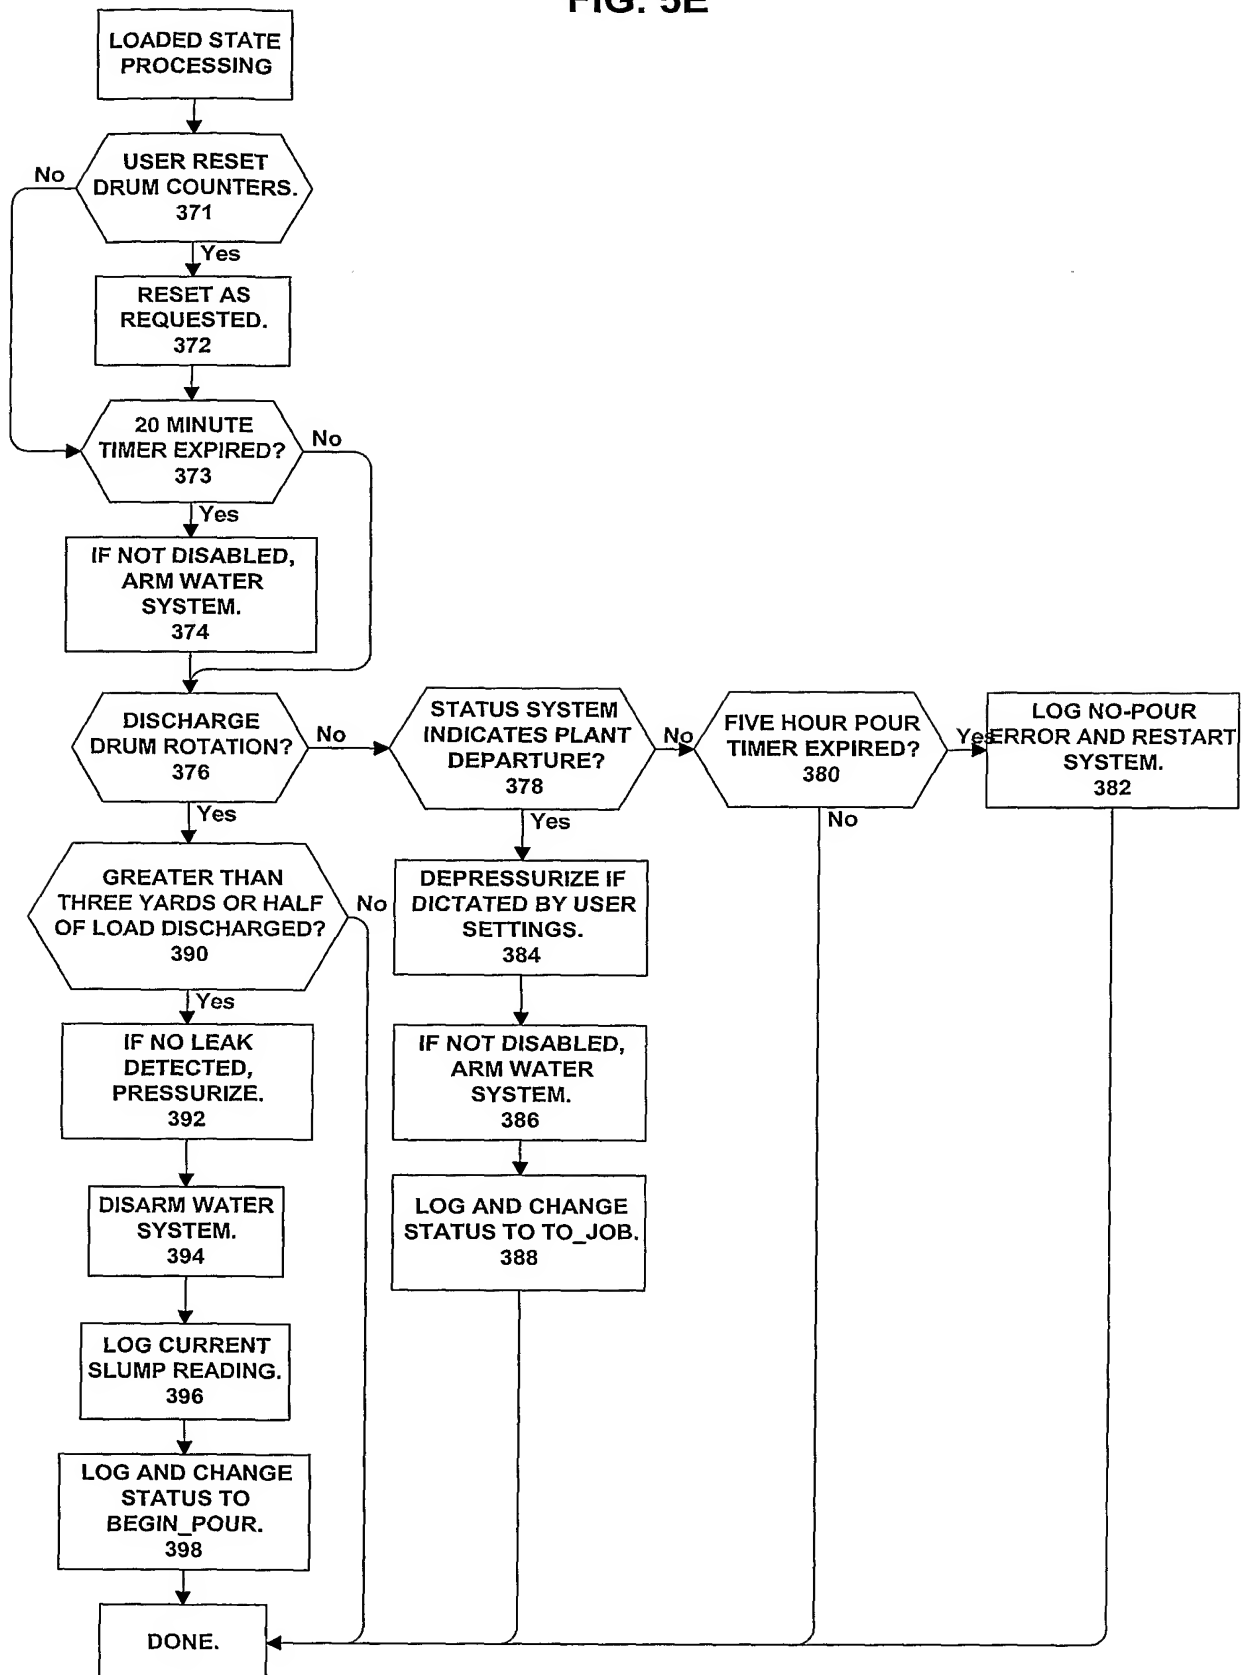 FIG. 5E
LOADED STATE
PROCESSING
USER RESET
DRUM COUNTERS.
371
No
Yes
RESET AS
REQUESTED.
372
20 MINUTE
TIMER EXPIRED?
373
No
Yes
IF NOT DISABLED,
ARM WATER
SYSTEM.
374
DISCHARGE
DRUM ROTATION?
376
No
Yes
STATUS SYSTEM
INDICATES PLANT
DEPARTURE?
378
No
Yes
FIVE HOUR POUR
TIMER EXPIRED?
380
Yes
No
LOG NO-POUR
ERROR AND RESTART
SYSTEM.
382
GREATER THAN
THREE YARDS OR HALF
OF LOAD DISCHARGED?
390
No
Yes
DEPRESSURIZE IF
DICTATED BY USER
SETTINGS.
384
IF NO LEAK
DETECTED,
PRESSURIZE.
392
IF NOT DISABLED,
ARM WATER
SYSTEM.
386
DISARM WATER
SYSTEM.
394
LOG AND CHANGE
STATUS TO TO_JOB.
388
LOG CURRENT
SLUMP READING.
396
LOG AND CHANGE
STATUS TO
BEGIN_POUR.
398
DONE.